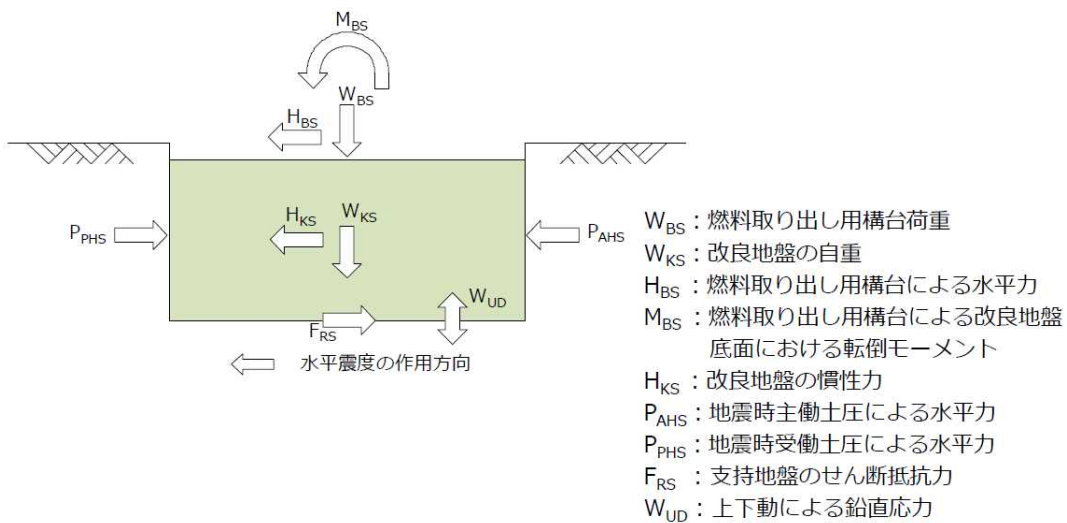 M_BS
W_BS
H_BS
H_KS
W_KS
P_PHS
P_AHS
W_UD
F_RS
水平震度の作用方向
W_BS：燃料取り出し用構台荷重
W_KS：改良地盤の自重
H_BS：燃料取り出し用構台による水平力
M_BS：燃料取り出し用構台による改良地盤
底面における転倒モーメント
H_KS：改良地盤の慣性力
P_AHS：地震時主働土圧による水平力
P_PHS：地震時受働土圧による水平力
F_RS：支持地盤のせん断抵抗力
W_UD：上下動による鉛直応力